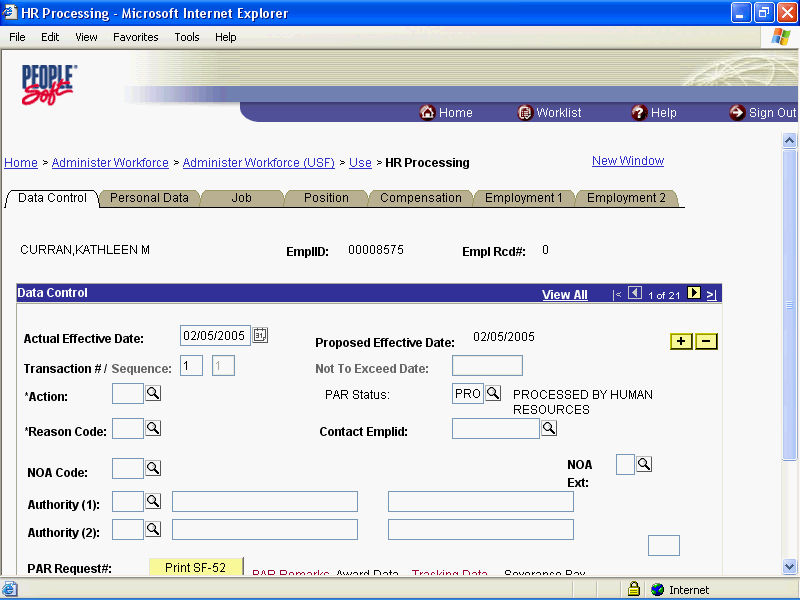 HR Processing - Microsoft Internet Explorer
File Edit View Favorites Tools Help
PEOPLE
Soft
Home Worklist Help Sign Out
Home > Administer Workforce > Administer Workforce (USF) > Use > HR Processing New Window
Data Control Personal Data Job Position Compensation Employment 1 Employment 2
CURRAN,KATHLEEN M EmplID: 00008575 Empl Rcd#: 0
Data Control View All |< 1 of 21 >|
Actual Effective Date: 02/05/2005 Proposed Effective Date: 02/05/2005
Transaction # / Sequence: 1 1 Not To Exceed Date:
*Action: PAR Status: PRO PROCESSED BY HUMAN
RESOURCES
*Reason Code: Contact Emplid:
NOA Code: NOA
Ext:
Authority (1):
Authority (2):
PAR Request#: Print SF-52 PAR Remarks Award Data Tracking Data Severance Pay
Internet